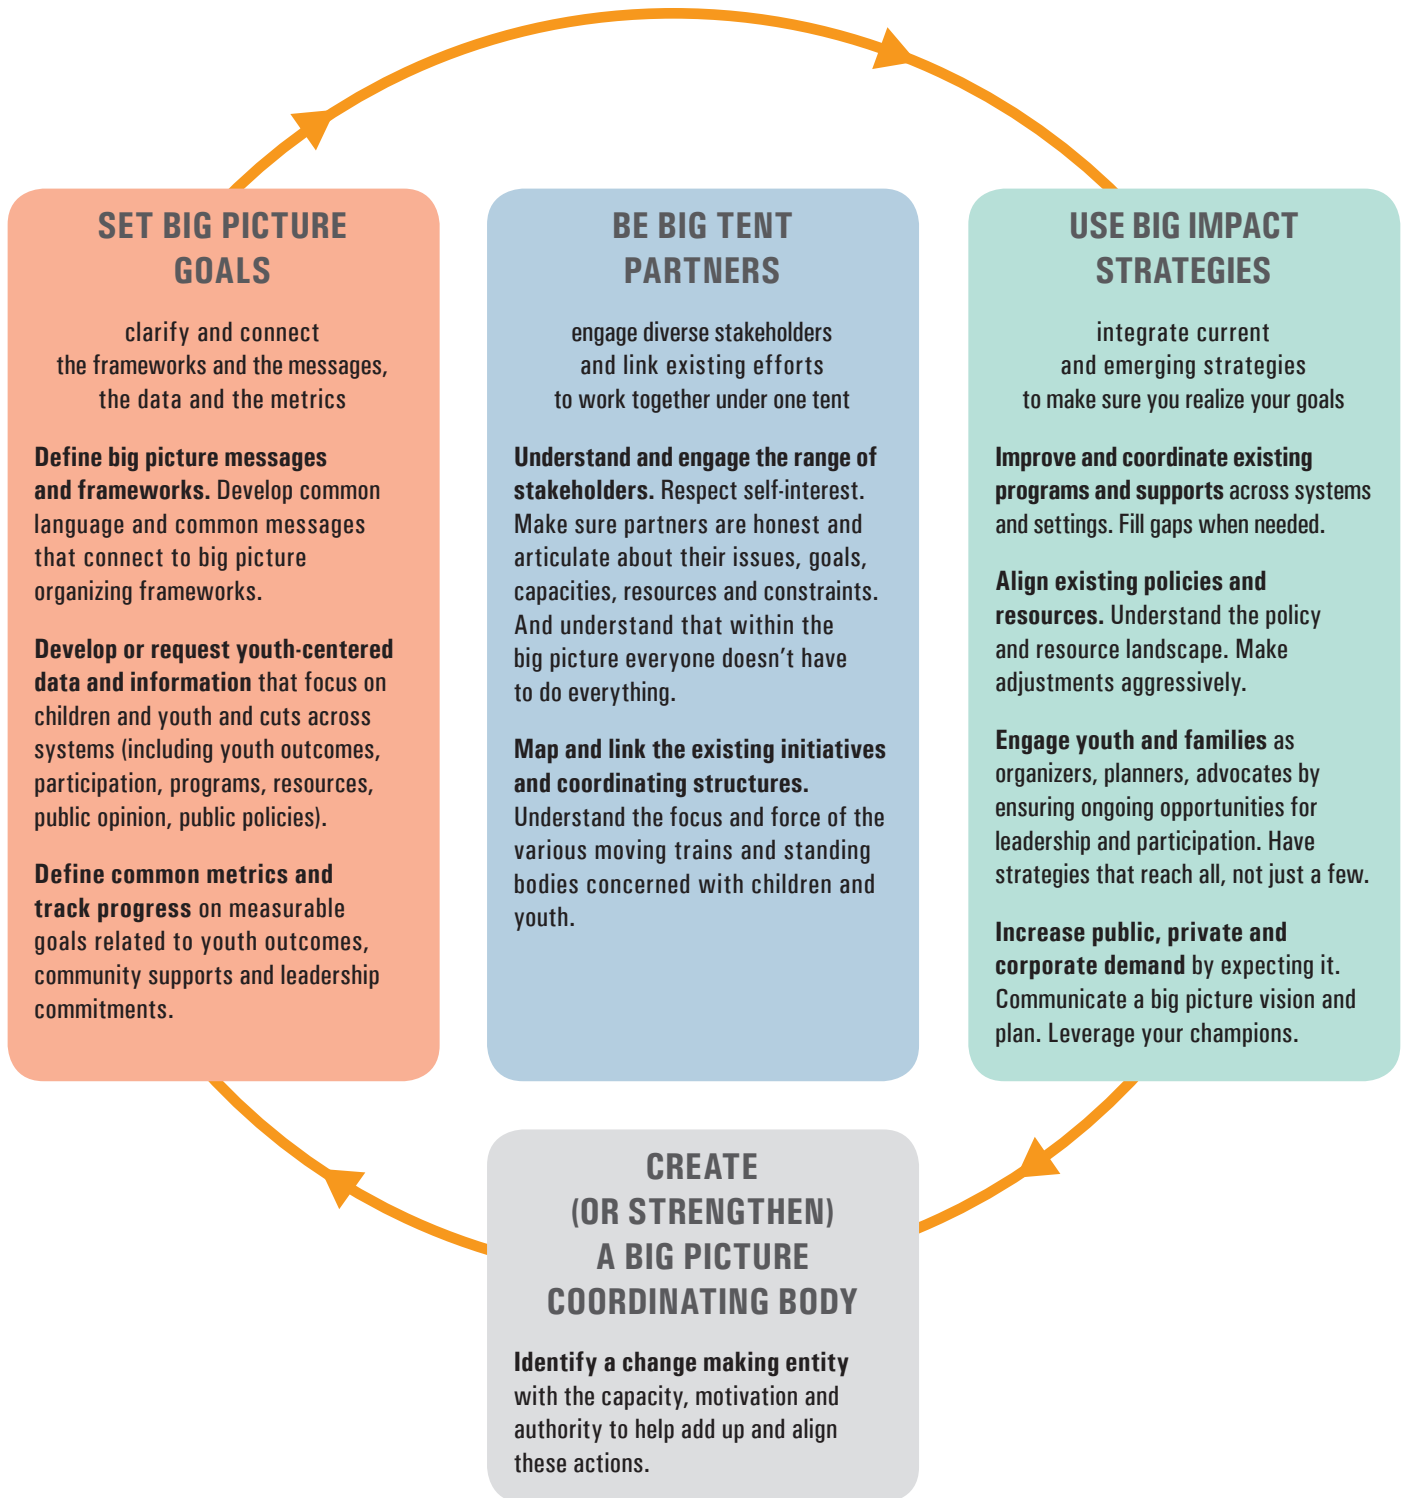 SET BIG PICTURE
GOALS
clarify and connect
the frameworks and the messages,
the data and the metrics
Define big picture messages
and frameworks. Develop common
language and common messages
that connect to big picture
organizing frameworks.
Develop or request youth-centered
data and information that focus on
children and youth and cuts across
systems (including youth outcomes,
participation, programs, resources,
public opinion, public policies).
Define common metrics and
track progress on measurable
goals related to youth outcomes,
community supports and leadership
commitments.
BE BIG TENT
PARTNERS
engage diverse stakeholders
and link existing efforts
to work together under one tent
Understand and engage the range of
stakeholders. Respect self-interest.
Make sure partners are honest and
articulate about their issues, goals,
capacities, resources and constraints.
And understand that within the
big picture everyone doesn’t have
to do everything.
Map and link the existing initiatives
and coordinating structures.
Understand the focus and force of the
various moving trains and standing
bodies concerned with children and
youth.
USE BIG IMPACT
STRATEGIES
integrate current
and emerging strategies
to make sure you realize your goals
Improve and coordinate existing
programs and supports across systems
and settings. Fill gaps when needed.
Align existing policies and
resources. Understand the policy
and resource landscape. Make
adjustments aggressively.
Engage youth and families as
organizers, planners, advocates by
ensuring ongoing opportunities for
leadership and participation. Have
strategies that reach all, not just a few.
Increase public, private and
corporate demand by expecting it.
Communicate a big picture vision and
plan. Leverage your champions.
CREATE
(OR STRENGTHEN)
A BIG PICTURE
COORDINATING BODY
Identify a change making entity
with the capacity, motivation and
authority to help add up and align
these actions.